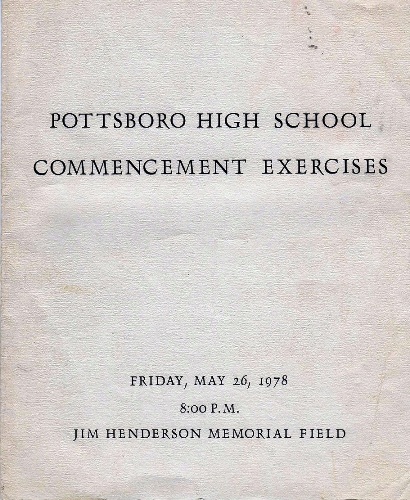 POTTSBORO HIGH SCHOOL
COMMENCEMENT EXERCISES
FRIDAY, MAY 26, 1978
8:00 P.M.
JIM HENDERSON MEMORIAL FIELD